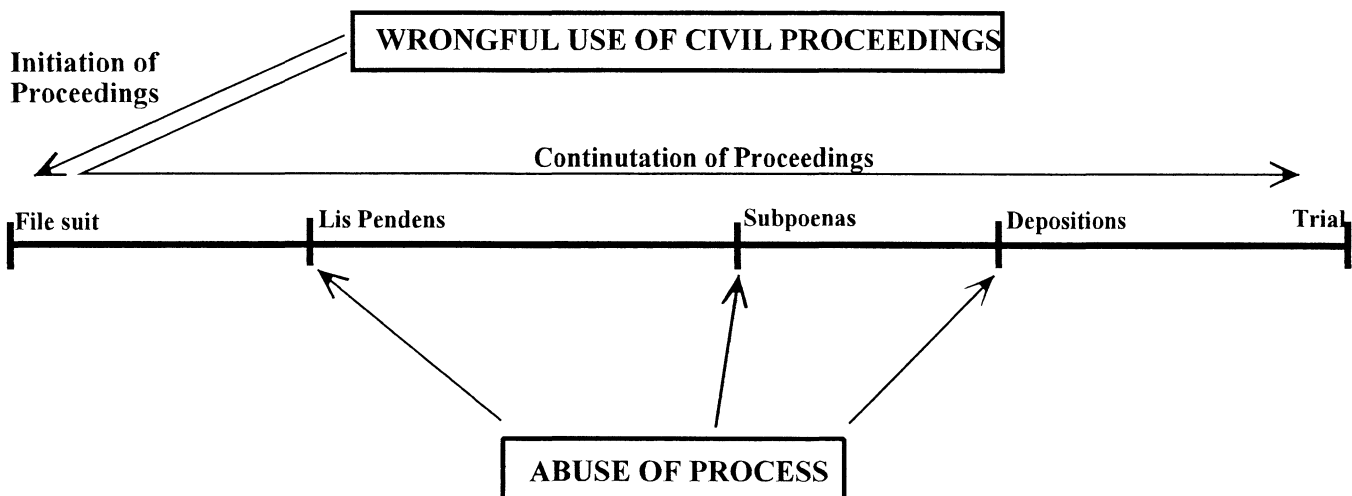 WRONGFUL USE OF CIVIL PROCEEDINGS
Initiation of
Proceedings
Continutation of Proceedings
File suit
Lis Pendens
Subpoenas
Depositions
Trial
ABUSE OF PROCESS